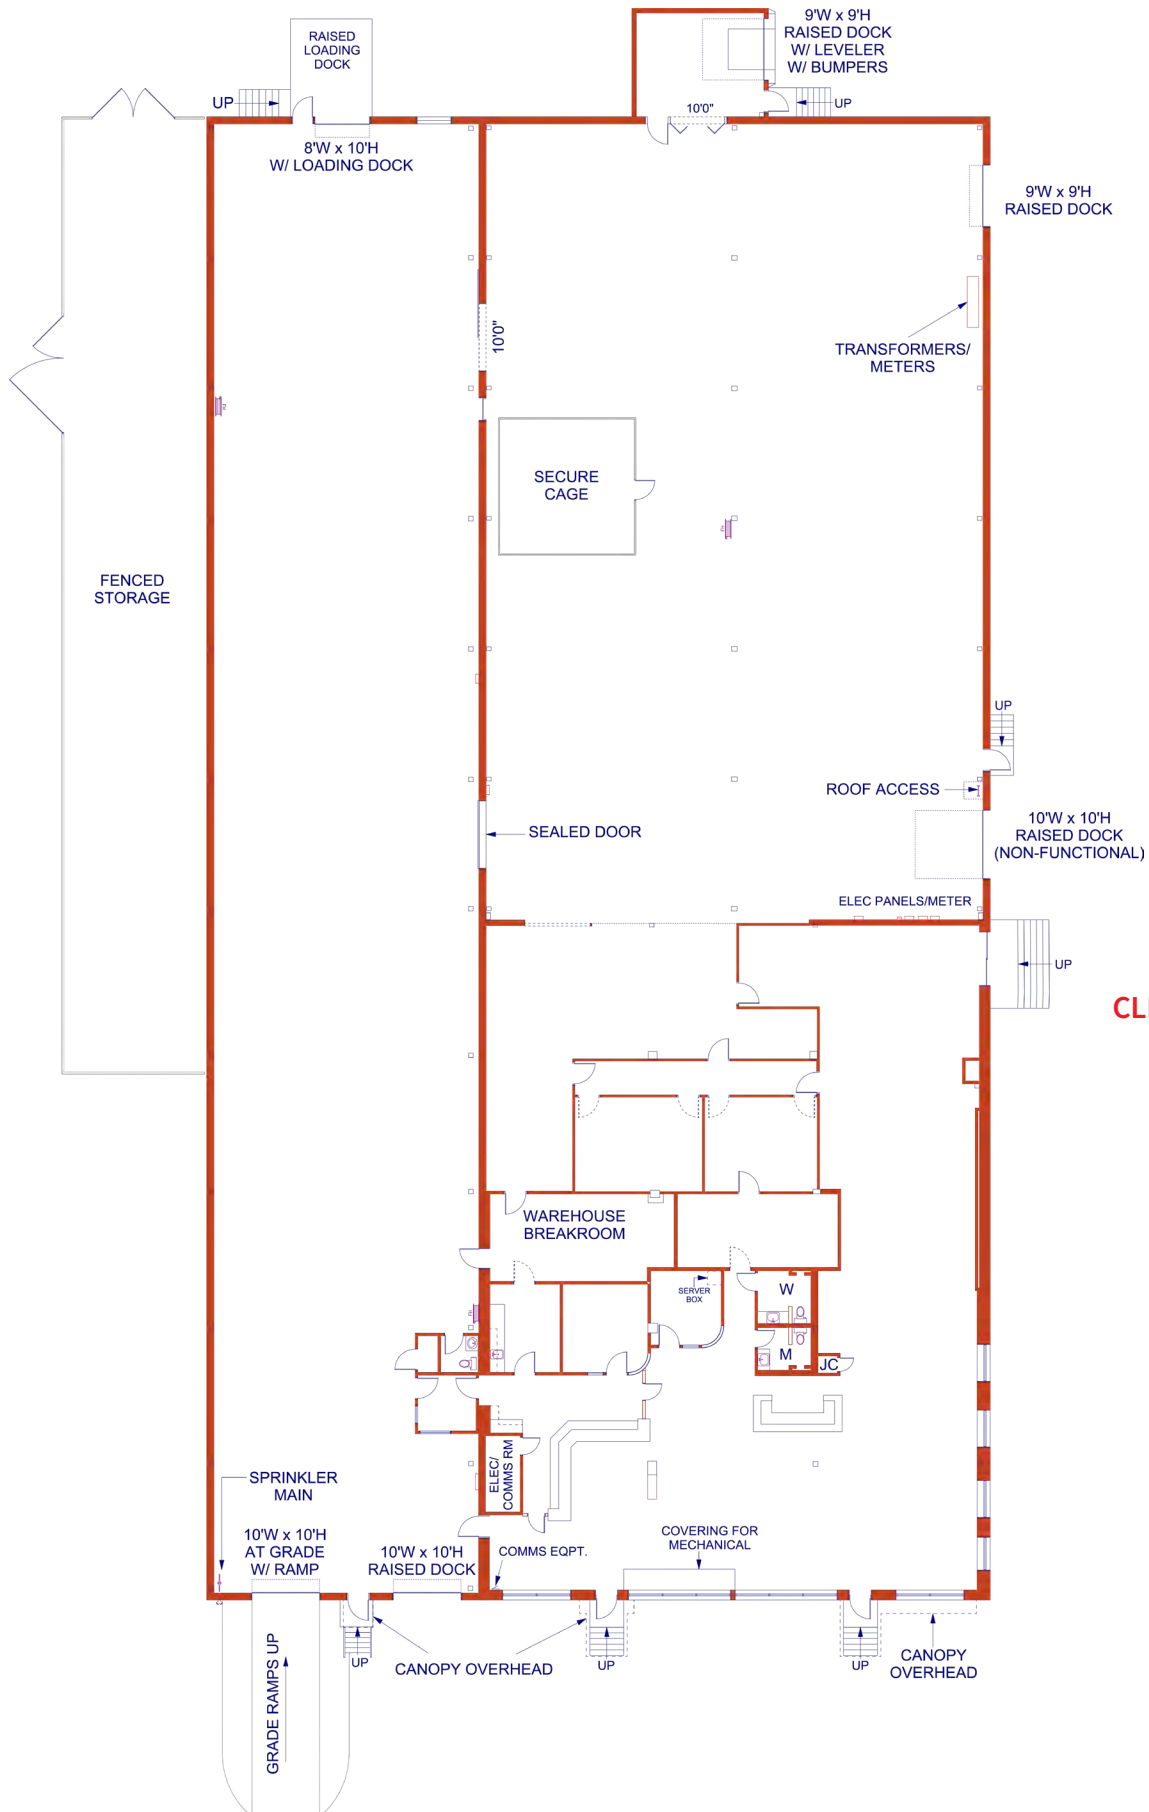 9'W x 9'H
RAISED DOCK
W/ LEVELER
W/ BUMPERS
RAISED
LOADING
DOCK
UP
UP
10'0"
8'W x 10'H
W/ LOADING DOCK
9'W x 9'H
RAISED DOCK
10'0"
TRANSFORMERS/
METERS
FH
SECURE
CAGE
FH
FENCED
STORAGE
UP
ROOF ACCESS
10'W x 10'H
RAISED DOCK
(NON-FUNCTIONAL)
SEALED DOOR
ELEC PANELS/METER
UP
CL
WAREHOUSE
BREAKROOM
SERVER
BOX
W
FH
M
JC
ELEC/
COMMS RM
SPRINKLER
MAIN
10'W x 10'H
AT GRADE
W/ RAMP
10'W x 10'H
RAISED DOCK
COMMS EQPT.
COVERING FOR
MECHANICAL
GRADE RAMPS UP
UP
CANOPY OVERHEAD
UP
UP
CANOPY
OVERHEAD